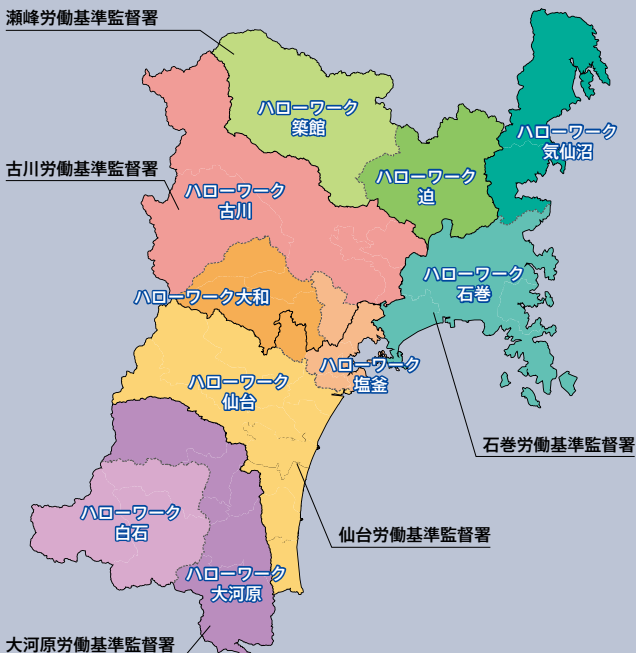 瀬峰労働基準監督署
ハローワーク
築館
ハローワーク
気仙沼
古川労働基準監督署
ハローワーク
迫
ハローワーク
古川
ハローワーク
石巻
ハローワーク大和
ハローワーク
塩釜
ハローワーク
仙台
石巻労働基準監督署
ハローワーク
白石
仙台労働基準監督署
ハローワーク
大河原
大河原労働基準監督署